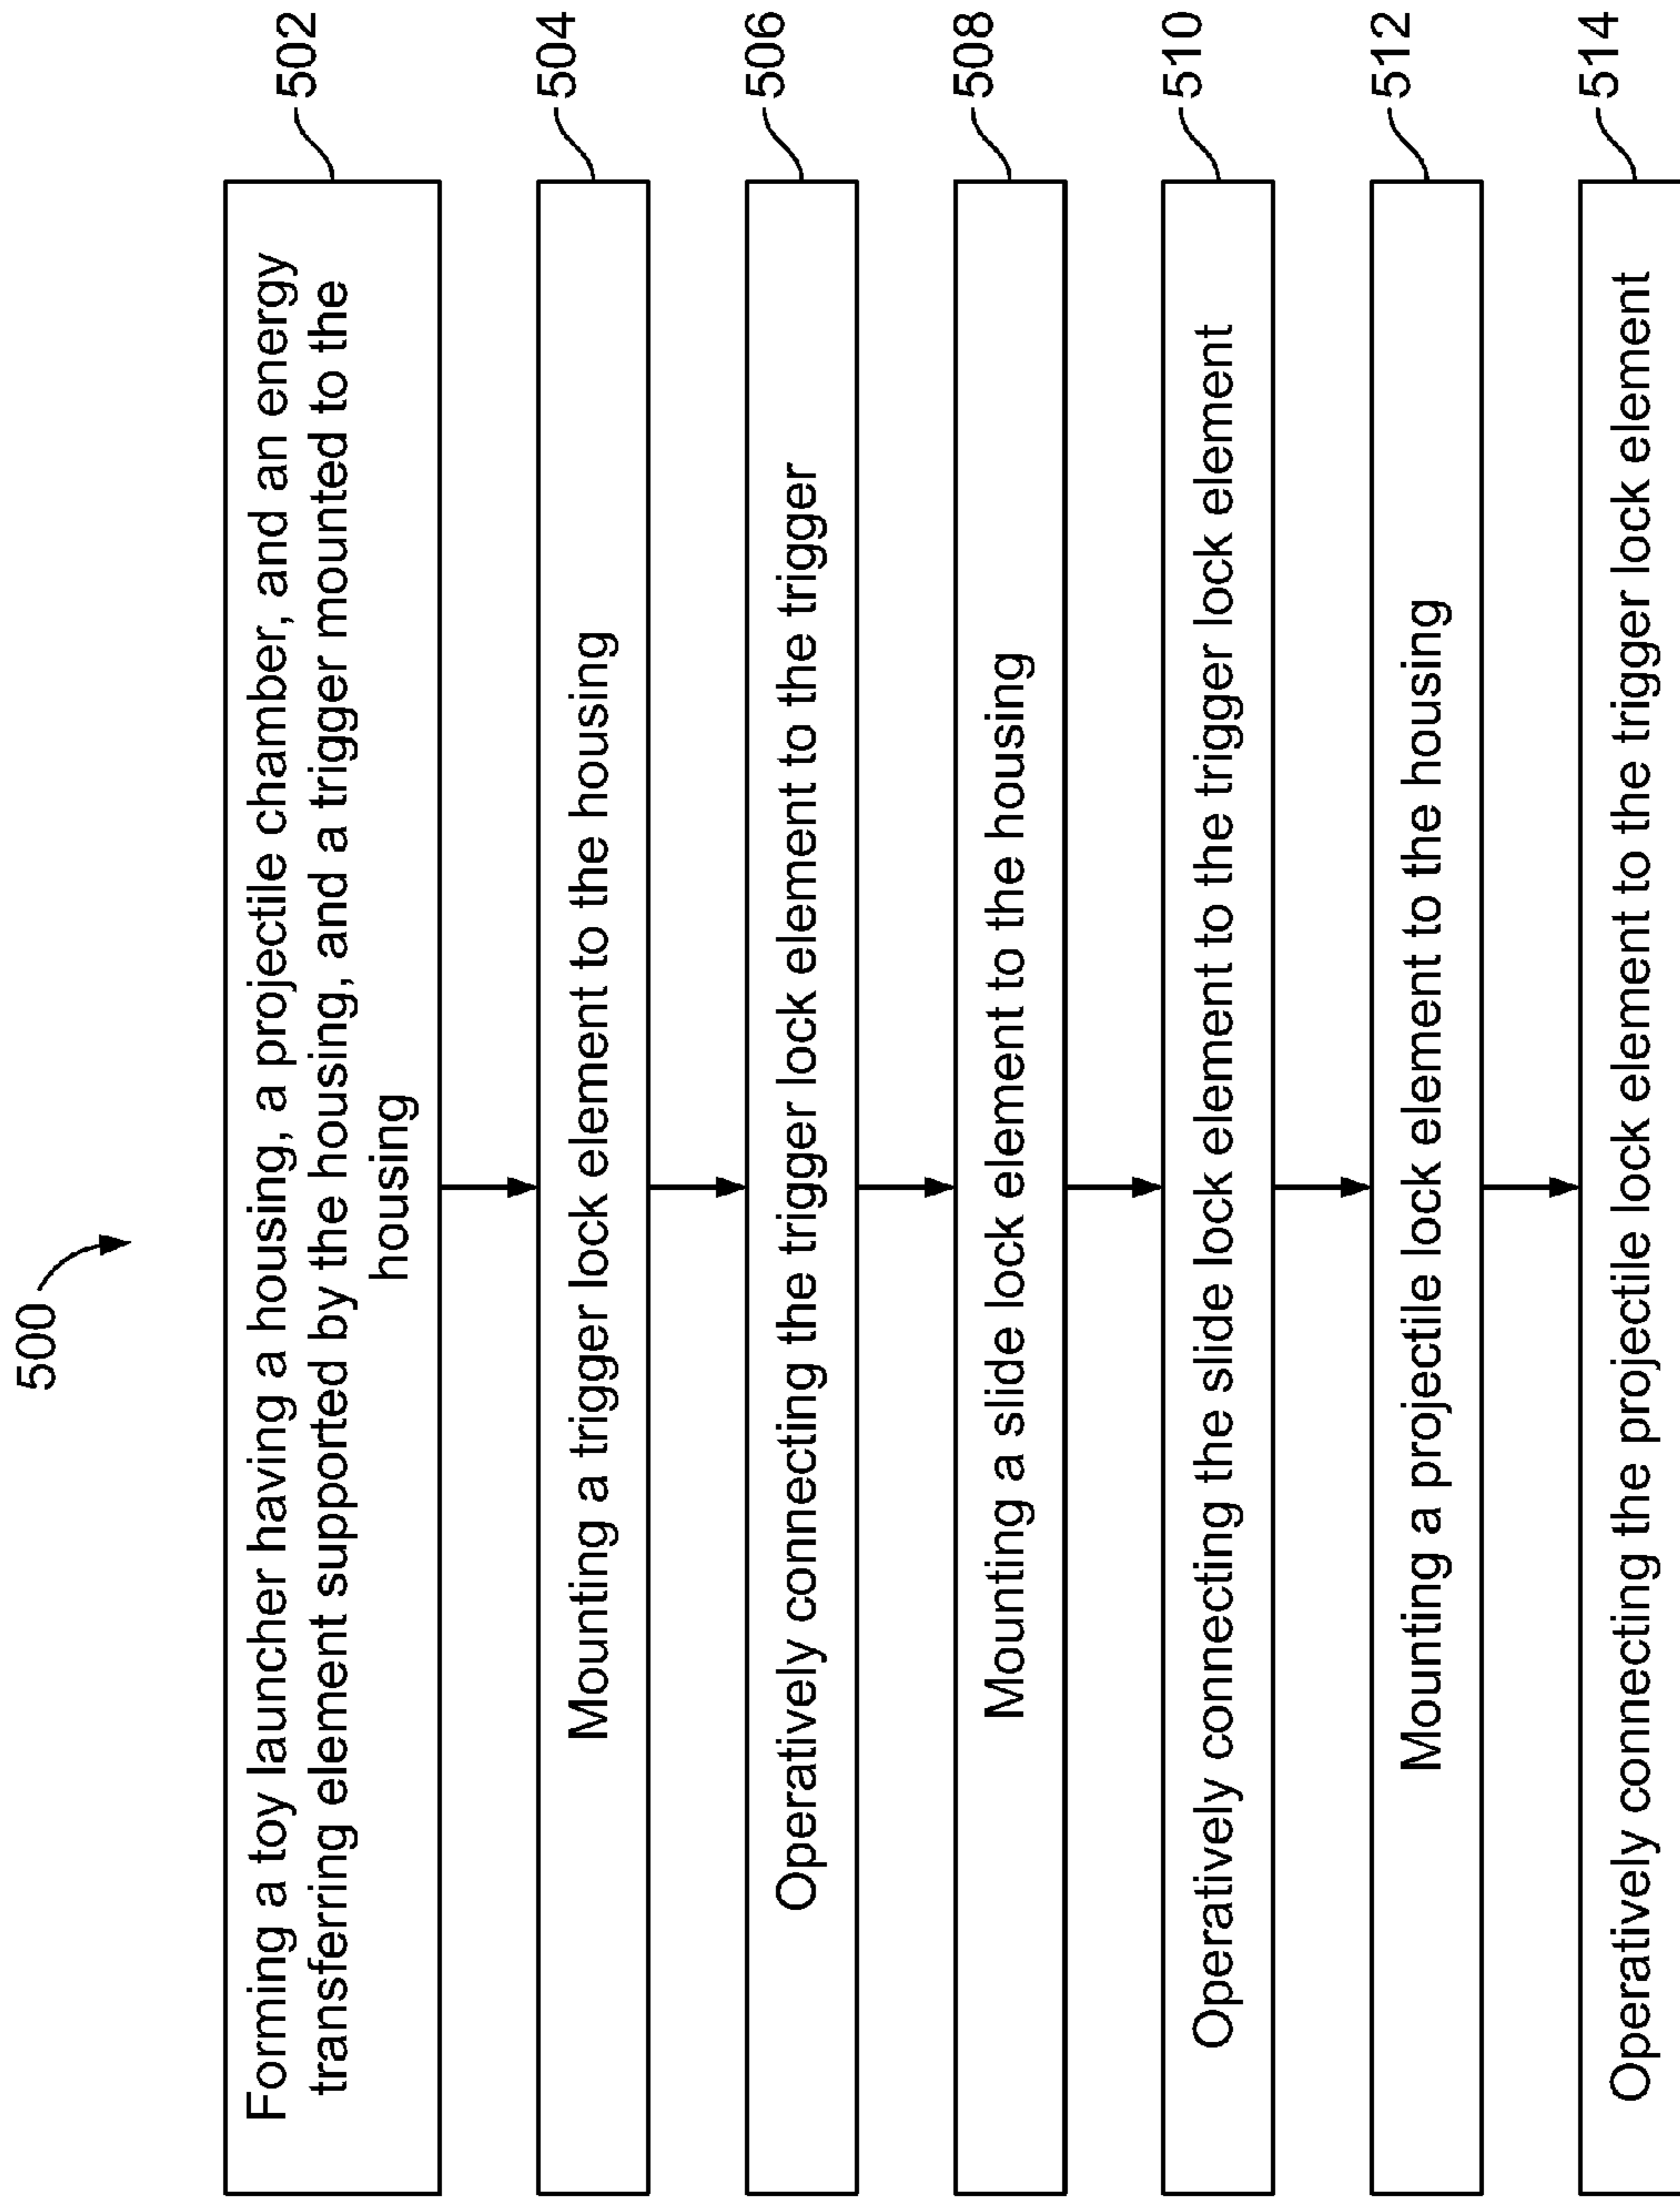 500
Forming a toy launcher having a housing, a projectile chamber, and an energy
transferring element supported by the housing, and a trigger mounted to the
housing
502
Mounting a trigger lock element to the housing
504
Operatively connecting the trigger lock element to the trigger
506
Mounting a slide lock element to the housing
508
Operatively connecting the slide lock element to the trigger lock element
510
Mounting a projectile lock element to the housing
512
Operatively connecting the projectile lock element to the trigger lock element
514